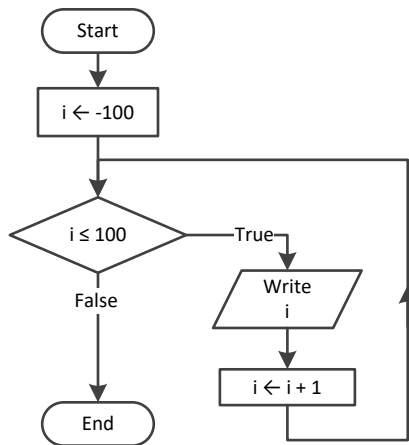 Start
i ← -100
i ≤ 100
True
False
Write
i
i ← i + 1
End